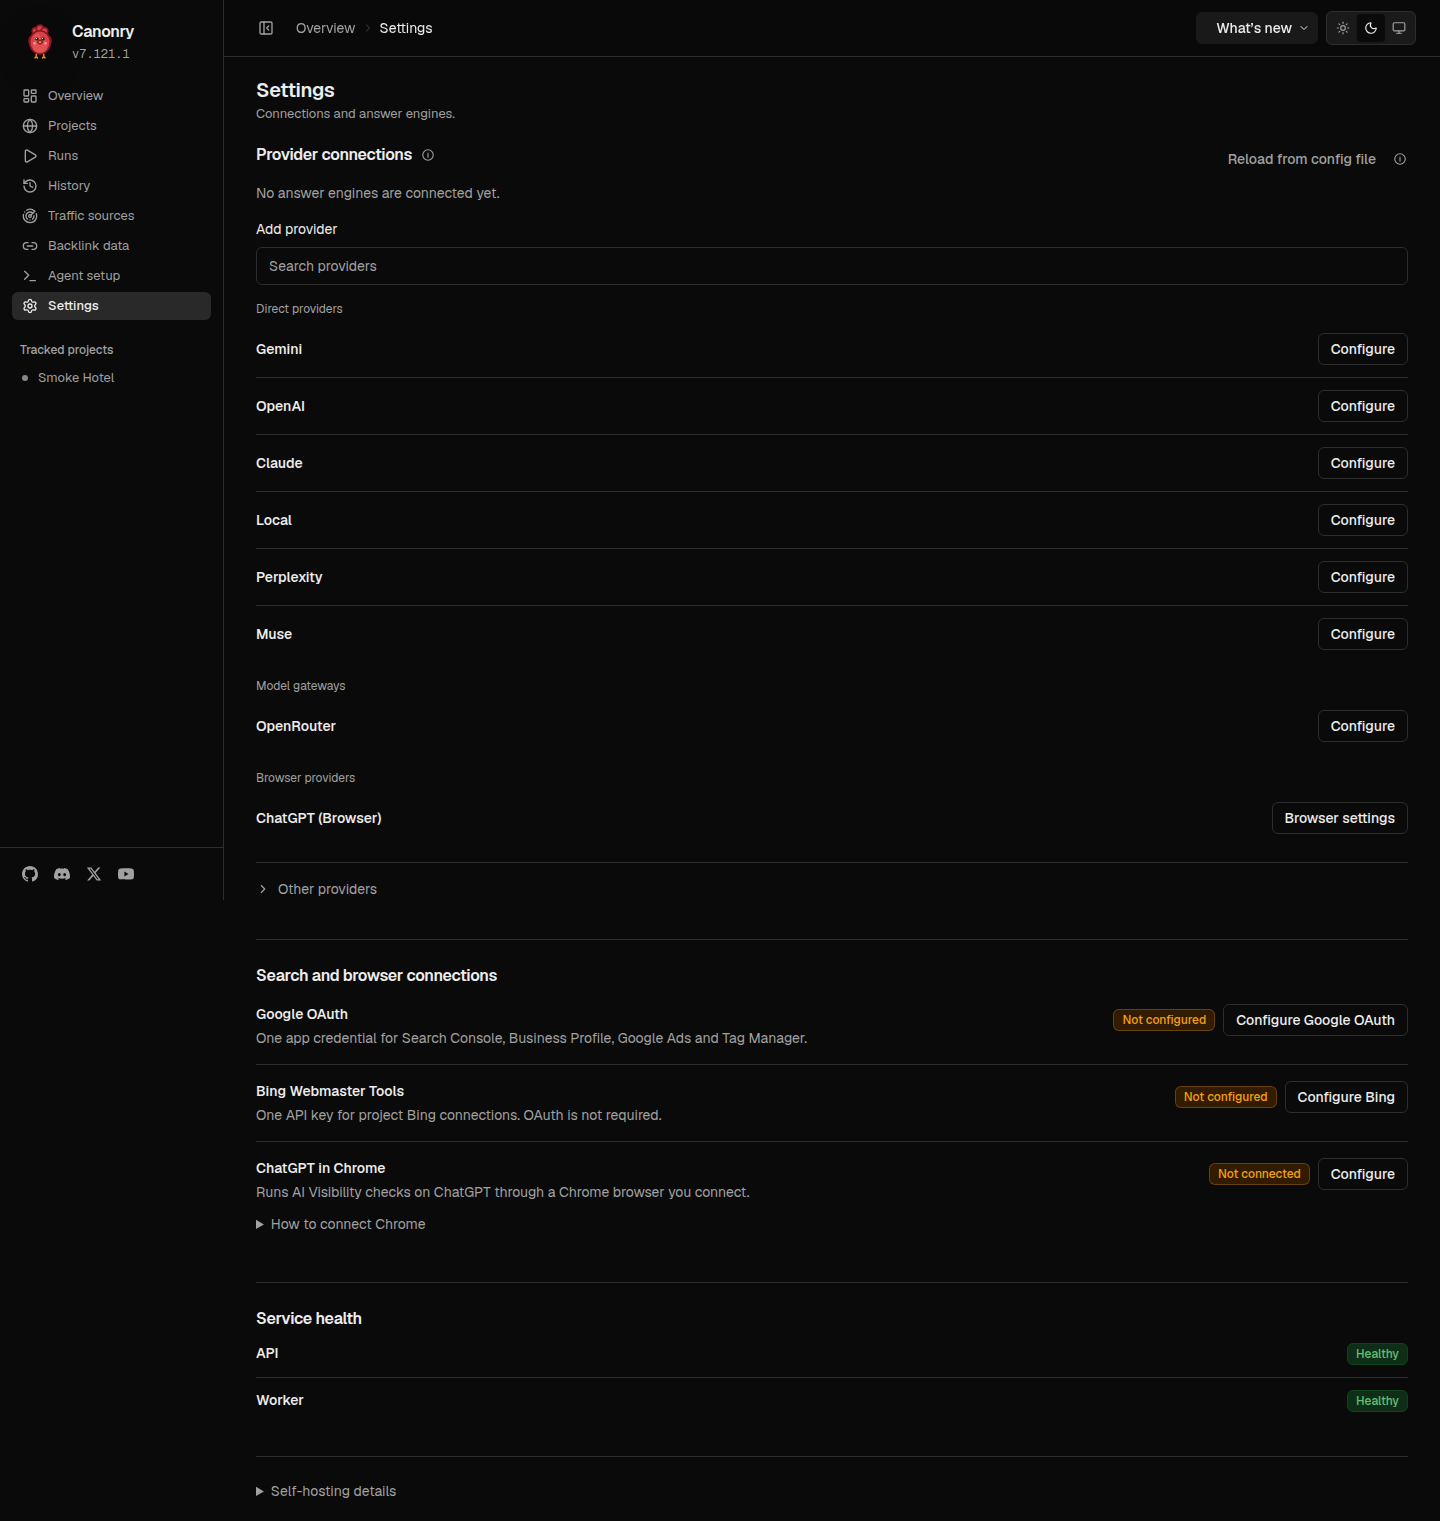 Canonry
v7.121.1
Overview
Projects
Runs
History
Traffic sources
Backlink data
Agent setup
Settings
Tracked projects
Smoke Hotel
Overview
Settings
What's new
Settings
Connections and answer engines.
Provider connections
Reload from config file
No answer engines are connected yet.
Add provider
Search providers
Direct providers
Gemini
Configure
OpenAI
Configure
Claude
Configure
Local
Configure
Perplexity
Configure
Muse
Configure
Model gateways
OpenRouter
Configure
Browser providers
ChatGPT (Browser)
Browser settings
Other providers
Search and browser connections
Google OAuth
Not configured
Configure Google OAuth
One app credential for Search Console, Business Profile, Google Ads and Tag Manager.
Bing Webmaster Tools
Not configured
Configure Bing
One API key for project Bing connections. OAuth is not required.
ChatGPT in Chrome
Not connected
Configure
Runs AI Visibility checks on ChatGPT through a Chrome browser you connect.
How to connect Chrome
Service health
API
Healthy
Worker
Healthy
Self-hosting details